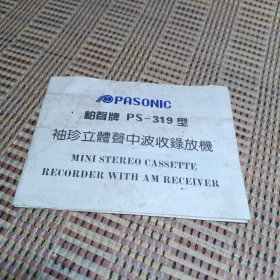 PASONIC
柏聲牌 PS-319 型
袖珍立體聲中波收錄放機
MINI STEREO CASSETTE
RECORDER WITH AM RECEIVER